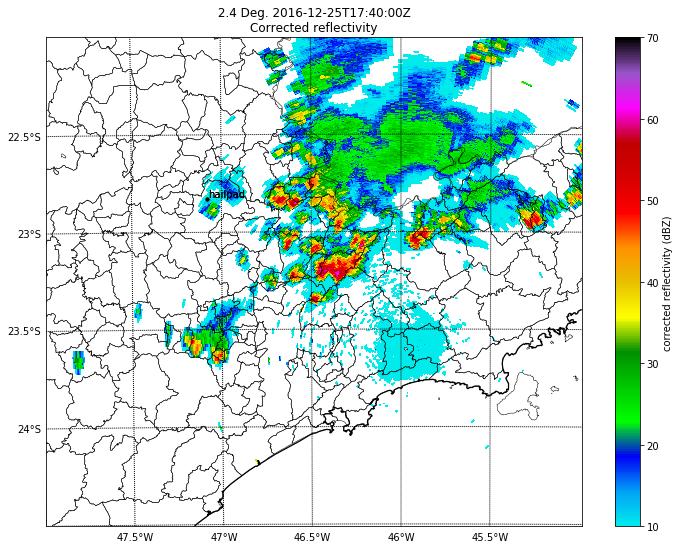 2.4 Deg. 2016-12-25T17:40:00Z
Corrected reflectivity
22.5°S
23°S
23.5°S
24°S
47.5°W
47°W
46.5°W
46°W
45.5°W
hailpad
70
60
50
40
30
20
10
corrected reflectivity (dBZ)